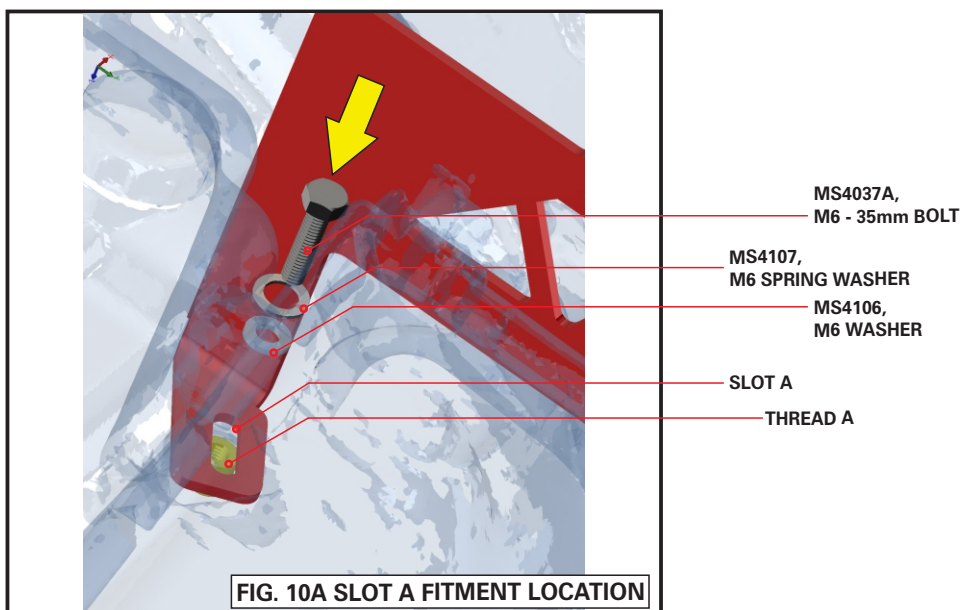 MS4037A,
M6 - 35mm BOLT
MS4107,
M6 SPRING WASHER
MS4106,
M6 WASHER
SLOT A
THREAD A
FIG. 10A SLOT A FITMENT LOCATION